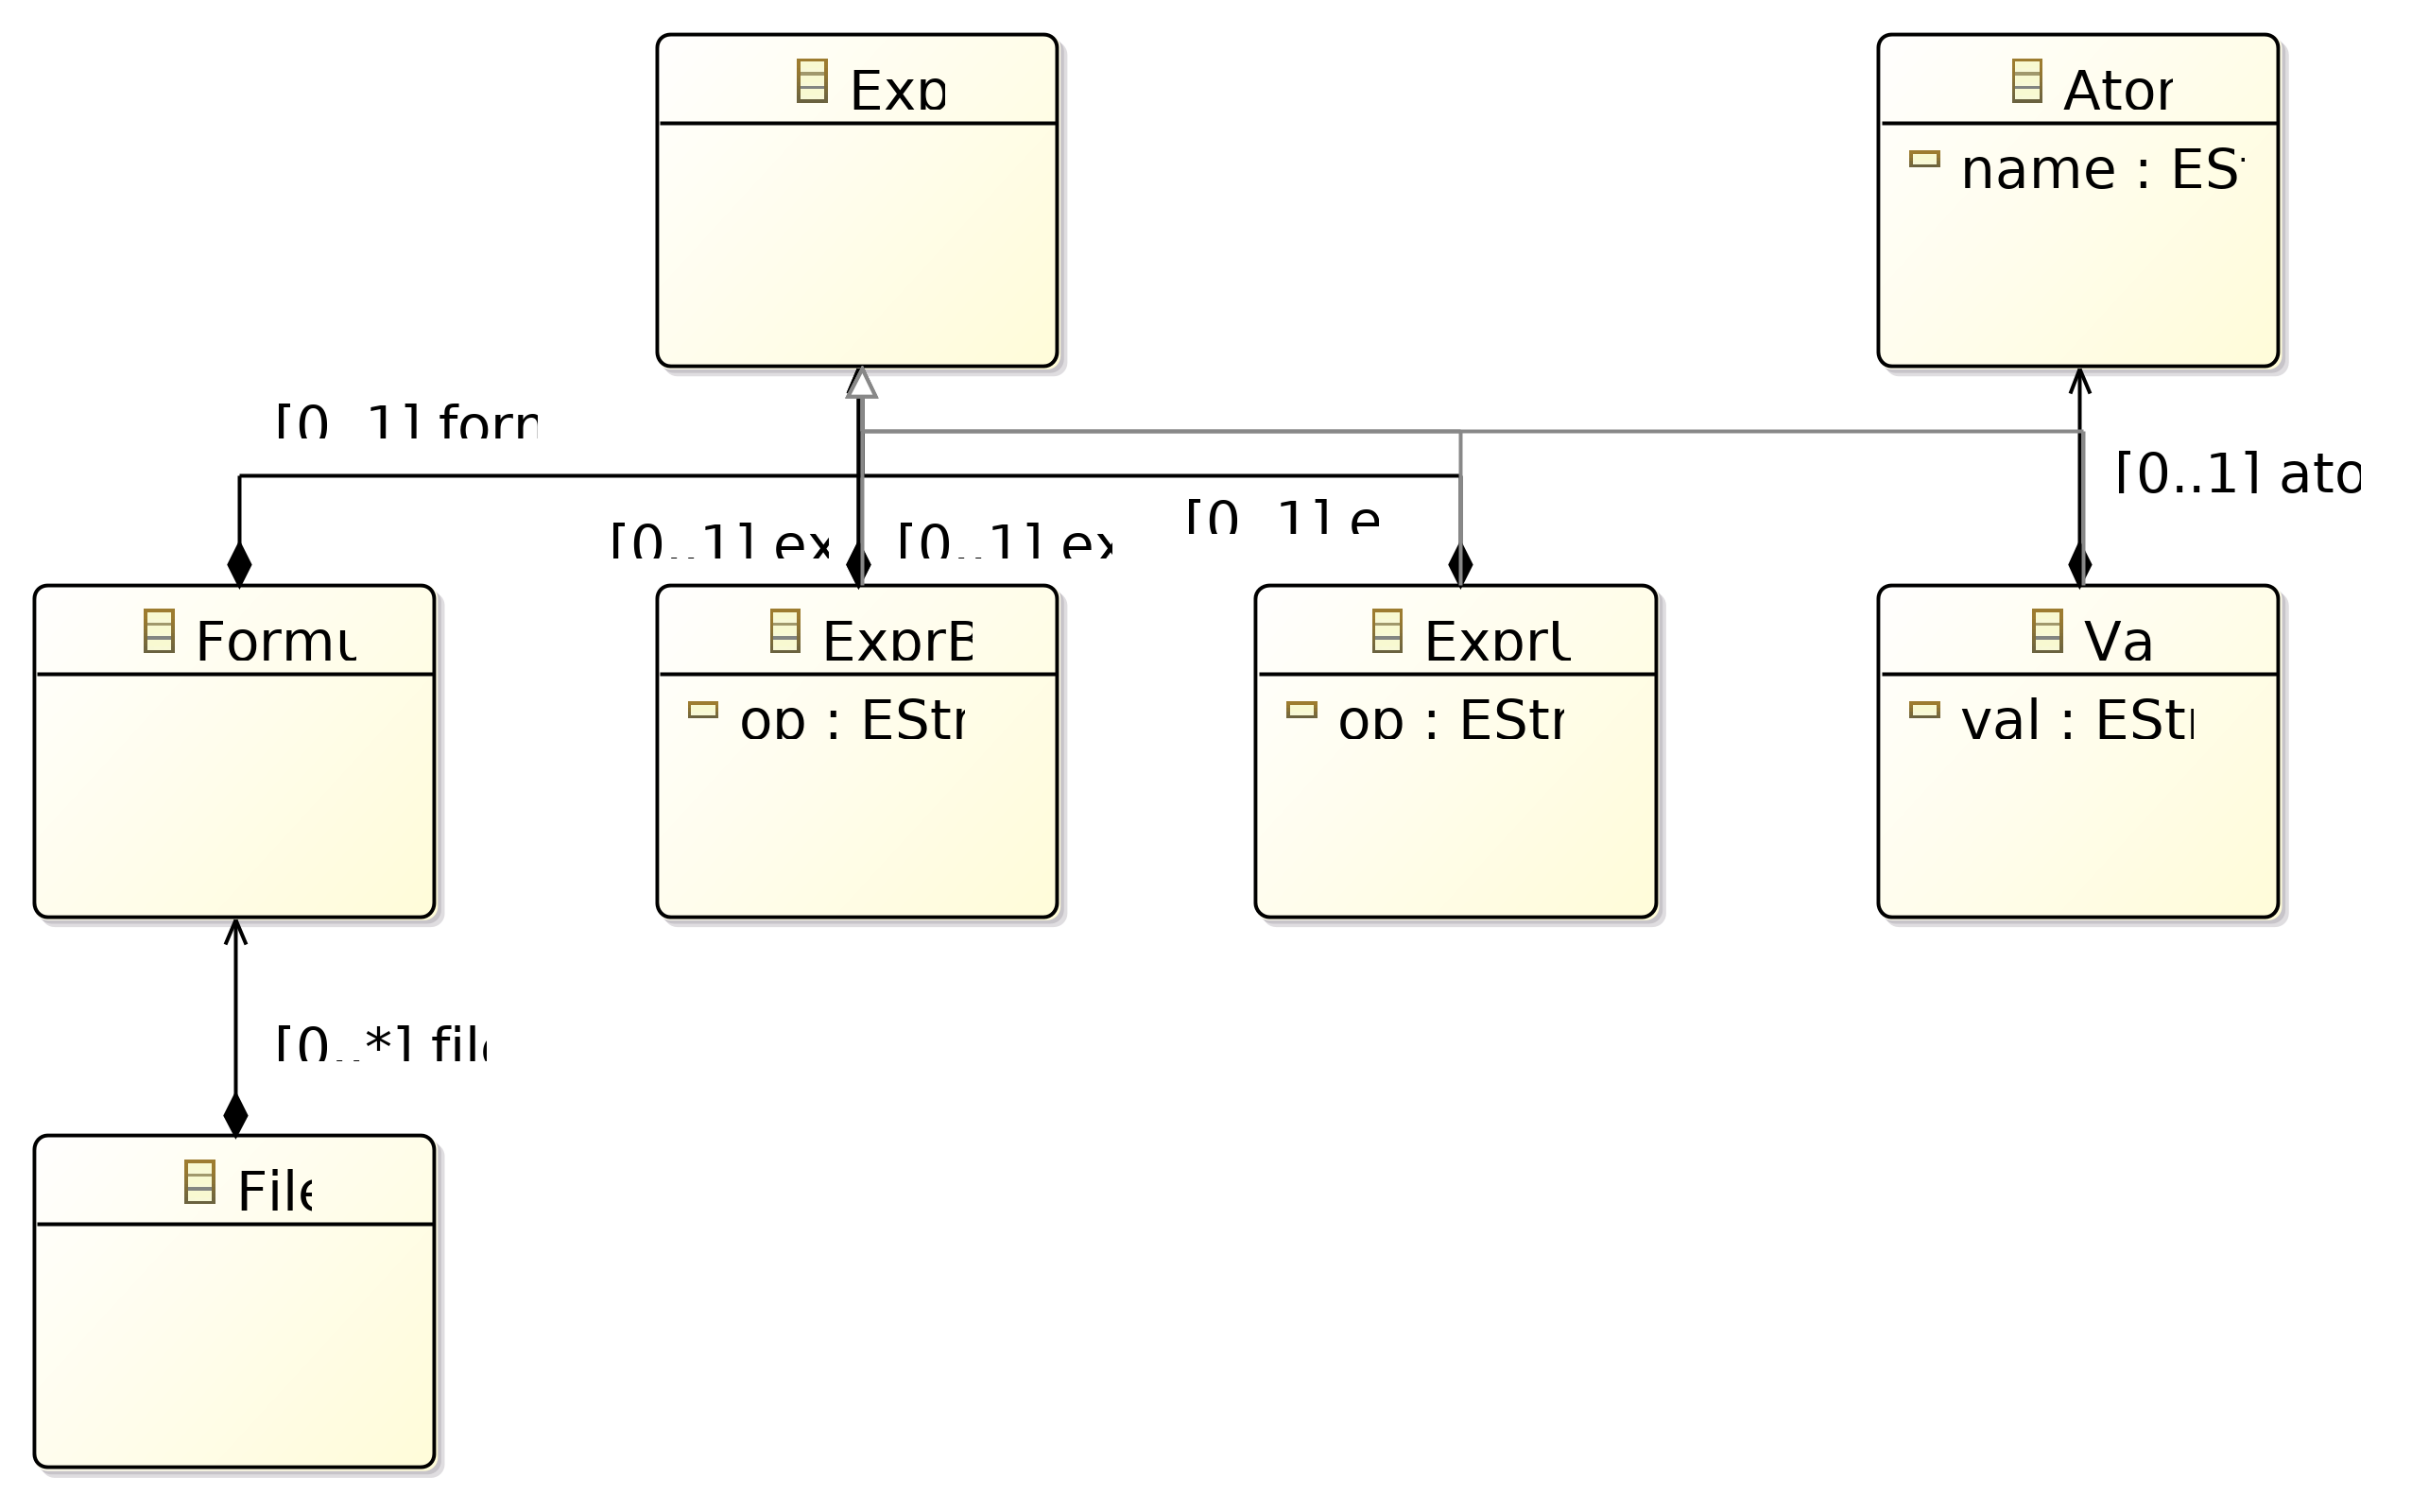 Exp
Ator
name : ES
[0..1] forr
[0..1] ato
[0..1] e
[0..1] ex
[0..1] ex
Formu
ExprB
ExprU
Va
op : EStr
op : EStr
val : EStr
[0..*] file
File